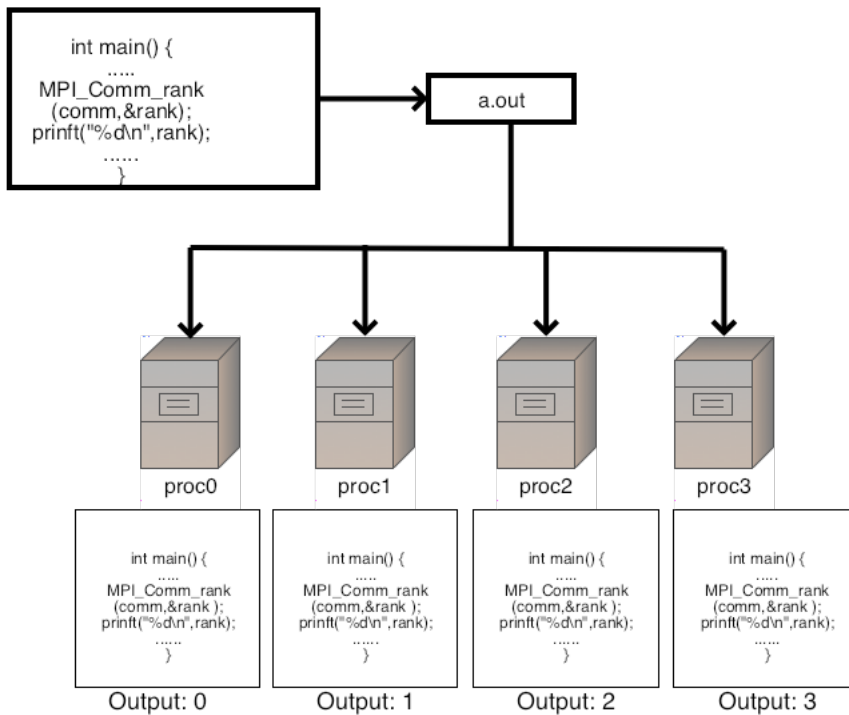 int main() {
.....
MPI_Comm_rank
(comm,&rank);
prinft("%d\n",rank);
......
}
a.out
proc0
proc1
proc2
proc3
int main() {
.....
MPI_Comm_rank
(comm,&rank );
prinft("%d\n",rank);
......
}
Output: 0
int main() {
.....
MPI_Comm_rank
(comm,&rank );
prinft("%d\n",rank);
......
}
Output: 1
int main() {
.....
MPI_Comm_rank
(comm,&rank );
prinft("%d\n",rank);
......
}
Output: 2
int main() {
.....
MPI_Comm_rank
(comm,&rank );
prinft("%d\n",rank);
......
}
Output: 3